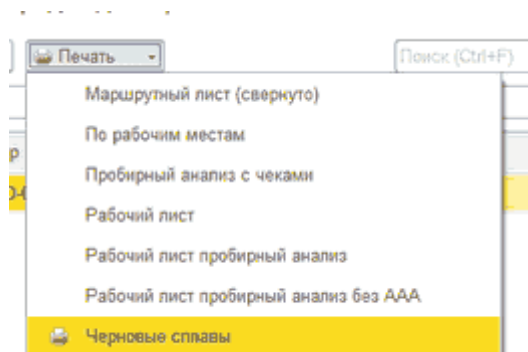 Печать
Поиск (Ctrl+F)
Маршрутный лист (свернуто)
По рабочим местам
Пробирный анализ с чеками
Рабочий лист
Рабочий лист пробирный анализ
Рабочий лист пробирный анализ без ААА
Черновые сплавы